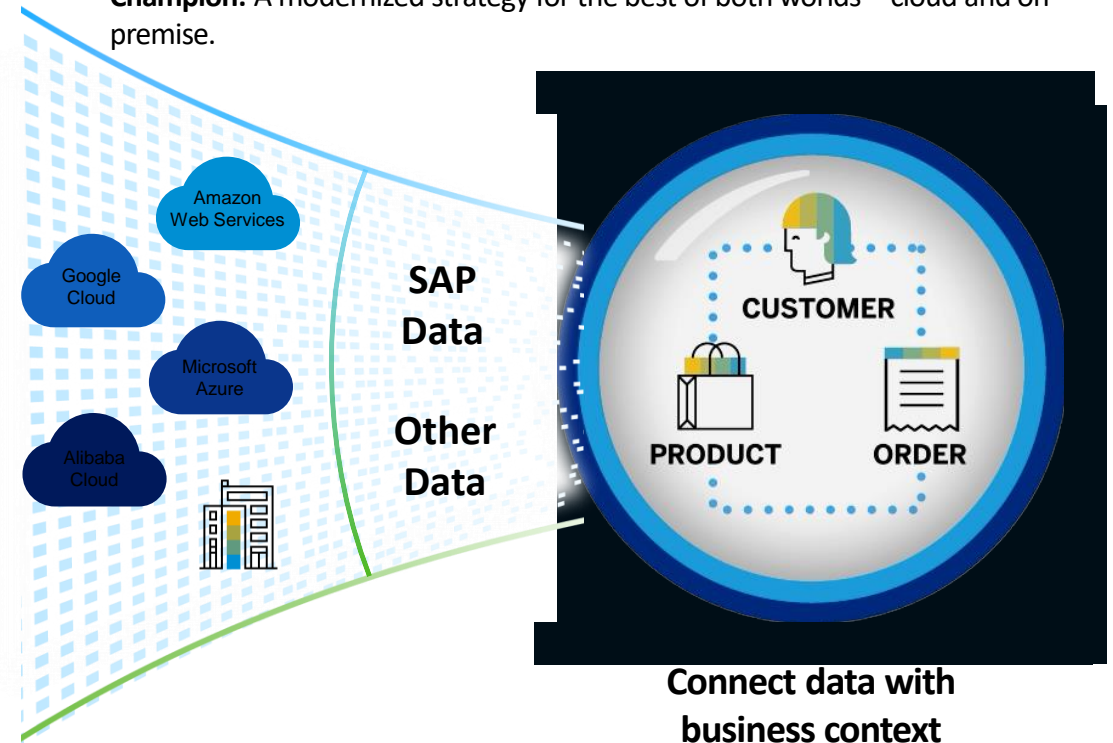 Champion: A modernized strategy for the best of both worlds – cloud and on
premise.
Amazon
Web Services
Google
Cloud
Microsoft
Azure
Alibaba
Cloud
SAP
Data
Other
Data
CUSTOMER
PRODUCT
ORDER
Connect data with
business context